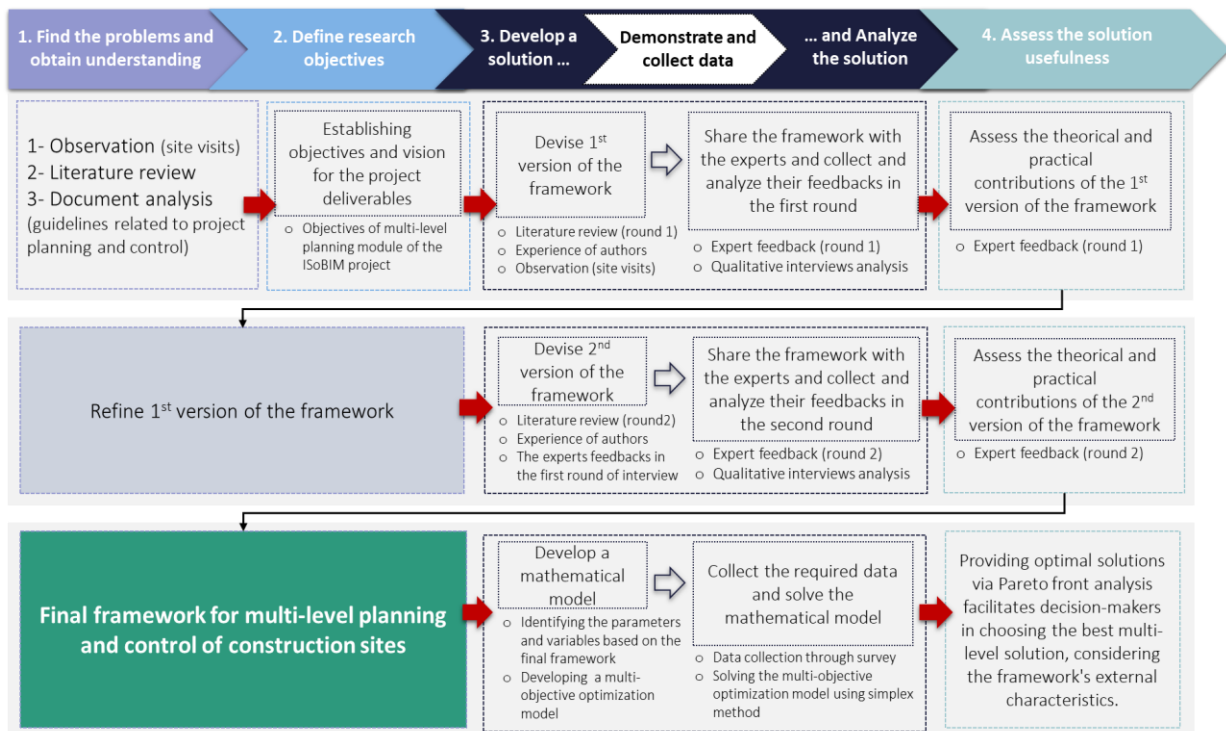 1. Find the problems and
obtain understanding
2. Define research
objectives
3. Develop a
solution ...
Demonstrate and
collect data
... and Analyze
the solution
4. Assess the solution
usefulness
1- Observation (site visits)
2- Literature review
3- Document analysis
(guidelines related to project
planning and control)
Establishing
objectives and vision
for the project
deliverables
o Objectives of multi-level
planning module of the
ISoBIM project
Devise 1st
version of the
framework
o Literature review (round 1)
o Experience of authors
o Observation (site visits)
Share the framework with
the experts and collect and
analyze their feedbacks in
the first round
o Expert feedback (round 1)
o Qualitative interviews analysis
Assess the theorical and
practical
contributions of the 1st
version of the framework
o Expert feedback (round 1)
Refine 1st version of the framework
Devise 2nd
version of the
framework
o Literature review (round2)
o Experience of authors
o The experts feedbacks in
the first round of interview
Share the framework with
the experts and collect and
analyze their feedbacks in
the second round
o Expert feedback (round 2)
o Qualitative interviews analysis
Assess the theorical and
practical
contributions of the 2nd
version of the framework
o Expert feedback (round 2)
Final framework for multi-level planning
and control of construction sites
Develop a
mathematical
model
o Identifying the parameters
and variables based on the
final framework
o Developing a multi-
objective optimization
model
Collect the required data
and solve the
mathematical model
o Data collection through survey
o Solving the multi-objective
optimization model using simplex
method
Providing optimal solutions
via Pareto front analysis
facilitates decision-makers
in choosing the best multi-
level solution, considering
the framework's external
characteristics.